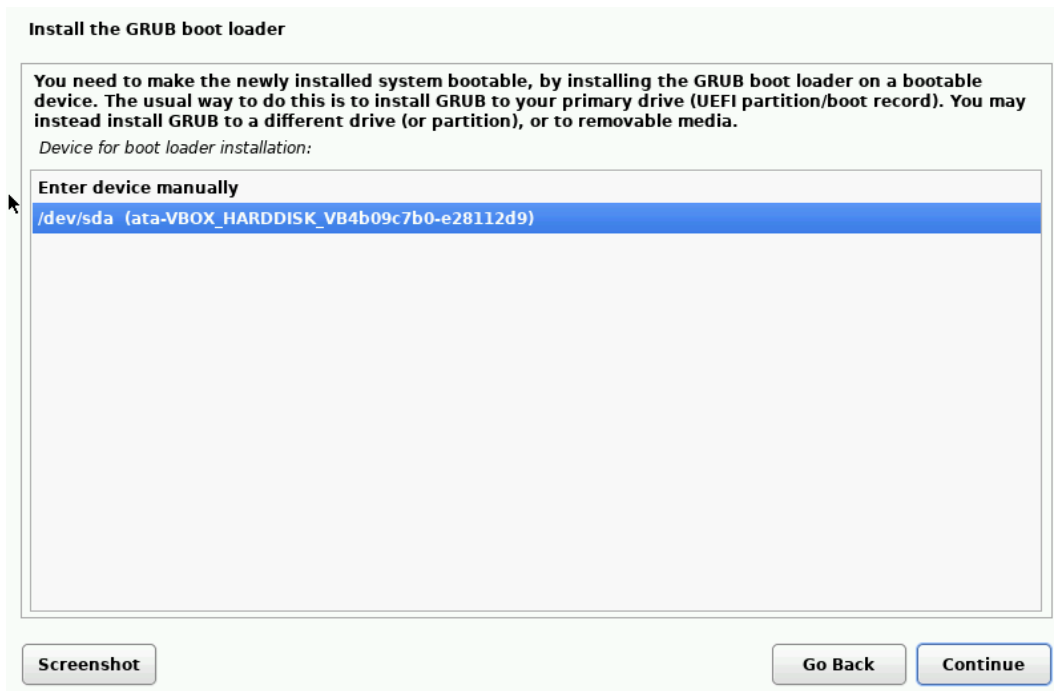 Install the GRUB boot loader
You need to make the newly installed system bootable, by installing the GRUB boot loader on a bootable
device. The usual way to do this is to install GRUB to your primary drive (UEFI partition/boot record). You may
instead install GRUB to a different drive (or partition), or to removable media.
Device for boot loader installation:
Enter device manually
/dev/sda (ata-VBOX_HARDDISK_VB4b09c7b0-e28112d9)
Screenshot
Go Back
Continue